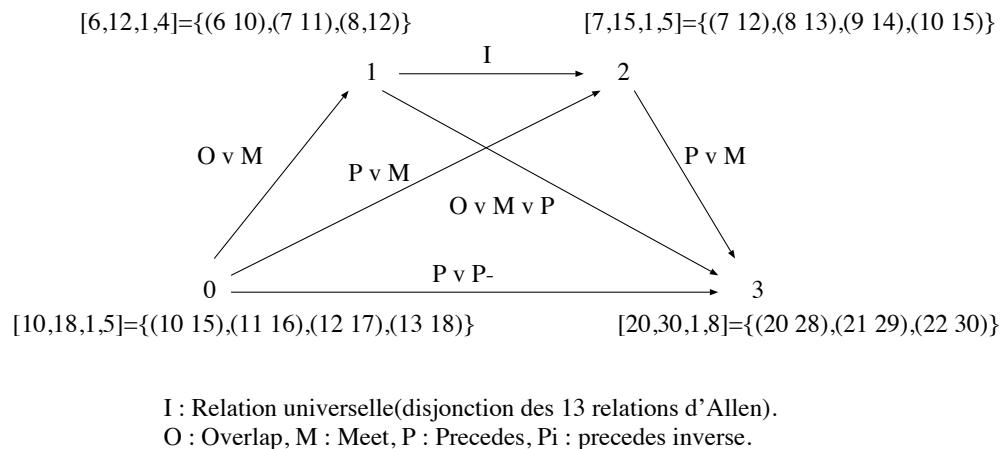 [6,12,1,4]={(6 10),(7 11),(8,12)}
[7,15,1,5]={(7 12),(8 13),(9 14),(10 15)}
I
1
2
O v M
P v M
P v M
O v M v P
P v P-
0
3
[10,18,1,5]={(10 15),(11 16),(12 17),(13 18)}
[20,30,1,8]={(20 28),(21 29),(22 30)}
I : Relation universelle(disjonction des 13 relations d'Allen).
O : Overlap, M : Meet, P : Precedes, Pi : precedes inverse.